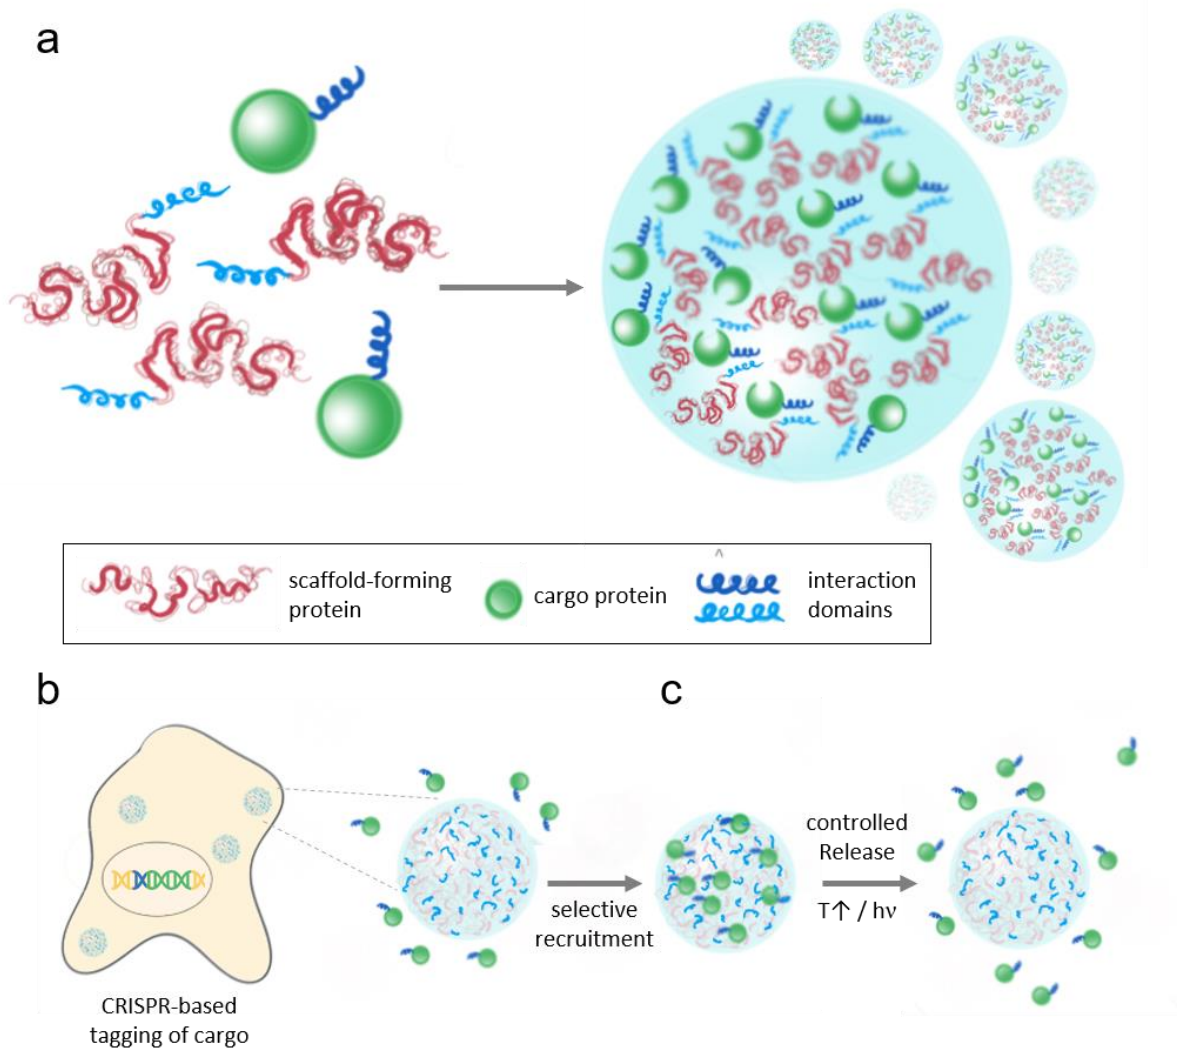 a
scaffold-forming
protein
cargo protein
^
interaction
domains
b
c
CRISPR-based
tagging of cargo
selective
recruitment
controlled
Release
T↑ / hν